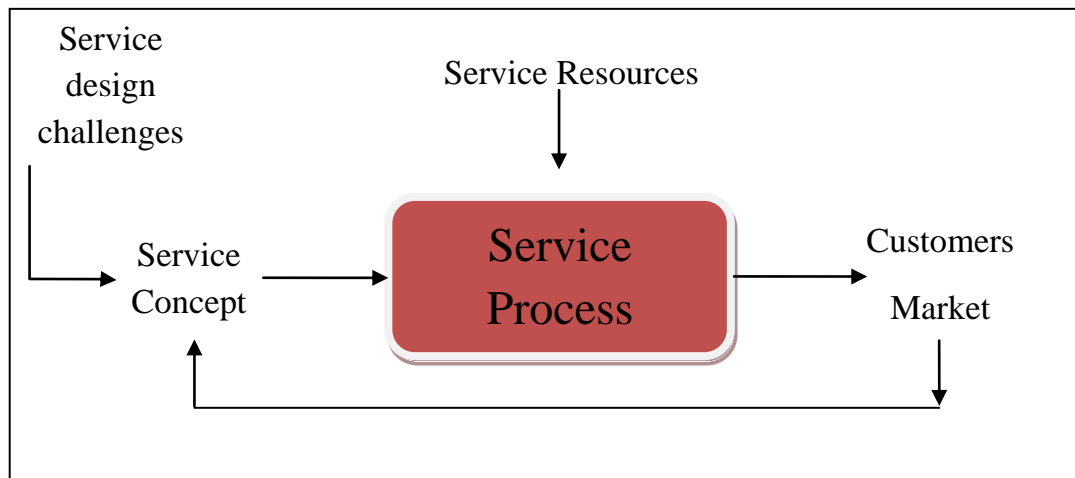 Service
design
challenges
Service Resources
Service
Concept
Service
Process
Customers
Market